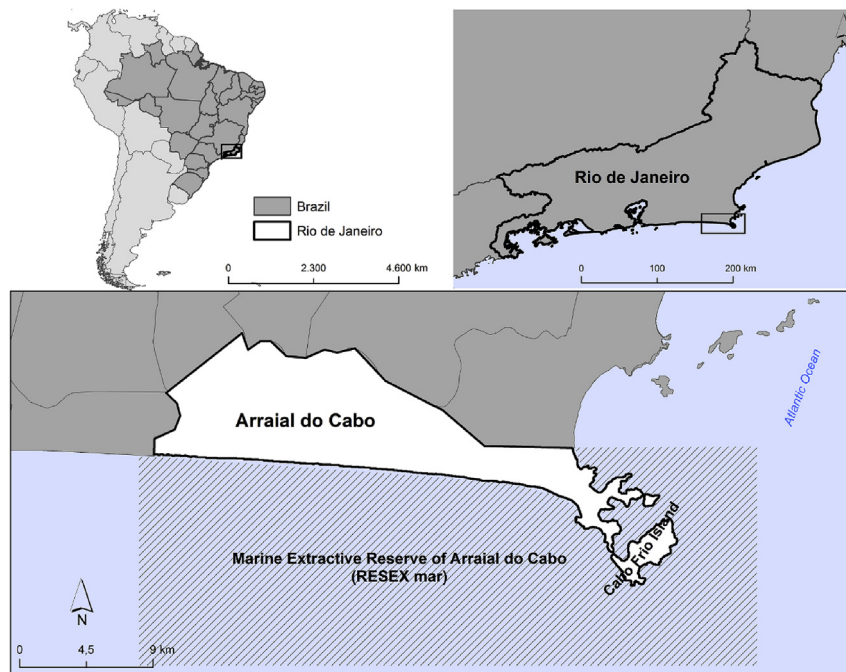 Brazil
Rio de Janeiro
0 2.300 4.600 km
Rio de Janeiro
0 100 200 km
Arraial do Cabo
Atlantic Ocean
Cabo Frio Island
Marine Extractive Reserve of Arraial do Cabo
(RESEX mar)
N
0 4,5 9 km